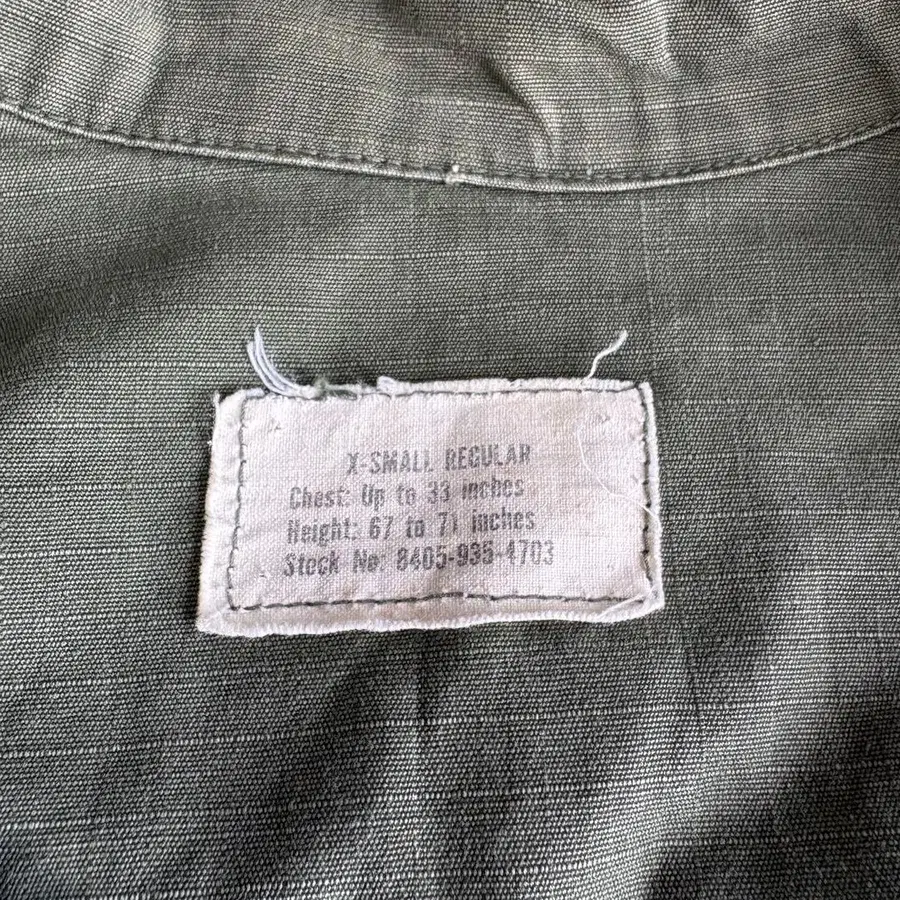 X-SMALL REGULAR
Chest: Up to 33 inches
Height: 67 to 71 inches
Stock No: 8405-935-4703